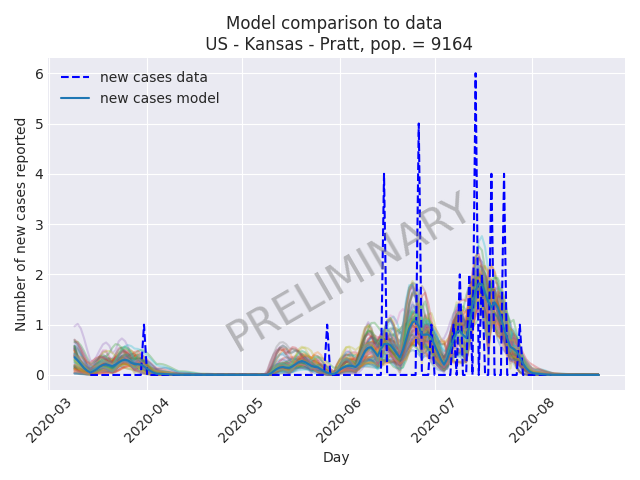 Model comparison to data
US - Kansas - Pratt, pop. = 9164
new cases data
new cases model
PRELIMINARY
Number of new cases reported
6
5
4
3
2
1
0
2020-03
2020-04
2020-05
2020-06
2020-07
2020-08
Day